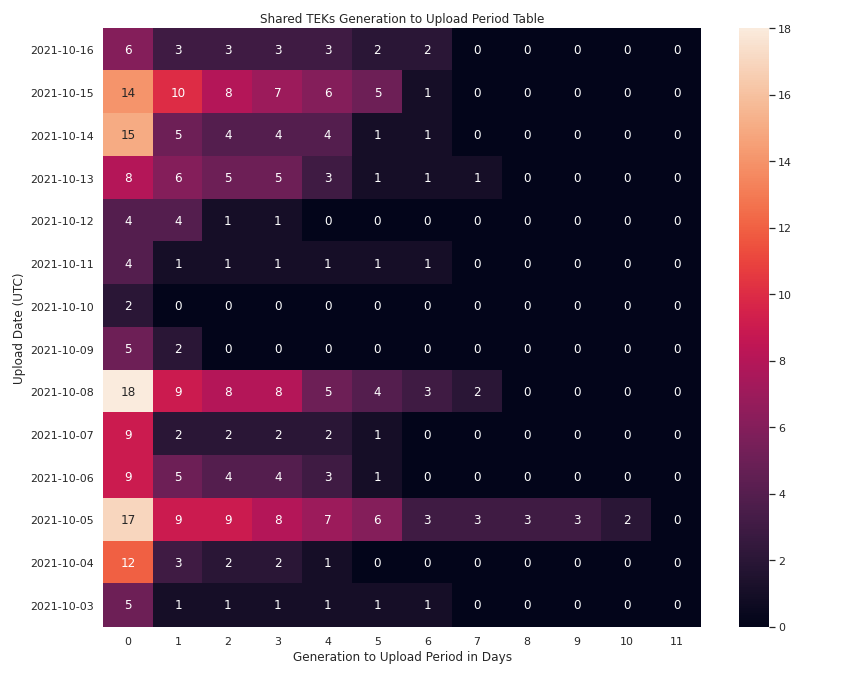 Shared TEKs Generation to Upload Period Table
2021-10-16 6 3 3 3 3 2 2 0 0 0 0 0
2021-10-15 14 10 8 7 6 5 1 0 0 0 0 0
2021-10-14 15 5 4 4 4 1 1 0 0 0 0 0
2021-10-13 8 6 5 5 3 1 1 1 0 0 0 0
2021-10-12 4 4 1 1 0 0 0 0 0 0 0 0
2021-10-11 4 1 1 1 1 1 1 0 0 0 0 0
2021-10-10 2 0 0 0 0 0 0 0 0 0 0 0
2021-10-09 5 2 0 0 0 0 0 0 0 0 0 0
2021-10-08 18 9 8 8 5 4 3 2 0 0 0 0
2021-10-07 9 2 2 2 2 1 0 0 0 0 0 0
2021-10-06 9 5 4 4 3 1 0 0 0 0 0 0
2021-10-05 17 9 9 8 7 6 3 3 3 3 2 0
2021-10-04 12 3 2 2 1 0 0 0 0 0 0 0
2021-10-03 5 1 1 1 1 1 1 0 0 0 0 0
0 1 2 3 4 5 6 7 8 9 10 11
Generation to Upload Period in Days
Upload Date (UTC)
18
16
14
12
10
8
6
4
2
0